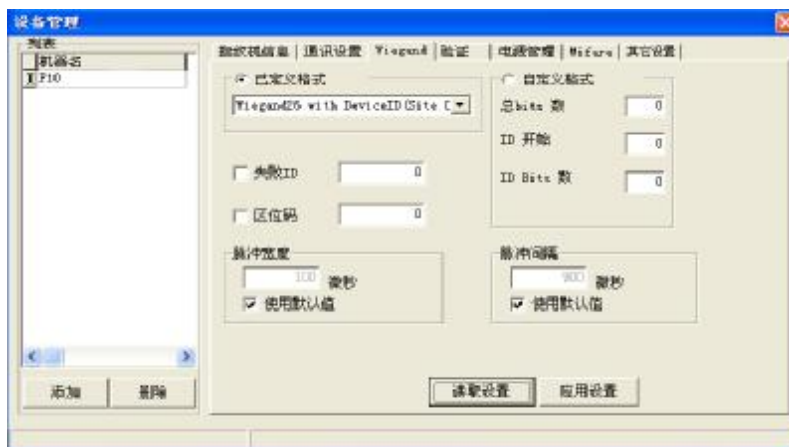 设备管理
列表
机器名
F10
添加
删除
指纹机信息
通讯设置
Wiegand
验证
电源管理
Mifare
其它设置
已定义格式
Wiegand26 with DeviceID(Site C
失败ID 0
区位码 0
自定义格式
总bits 数 0
ID 开始 0
ID Bits 数 0
脉冲宽度
100 微秒
使用默认值
脉冲间隔
900 微秒
使用默认值
读取设置
应用设置